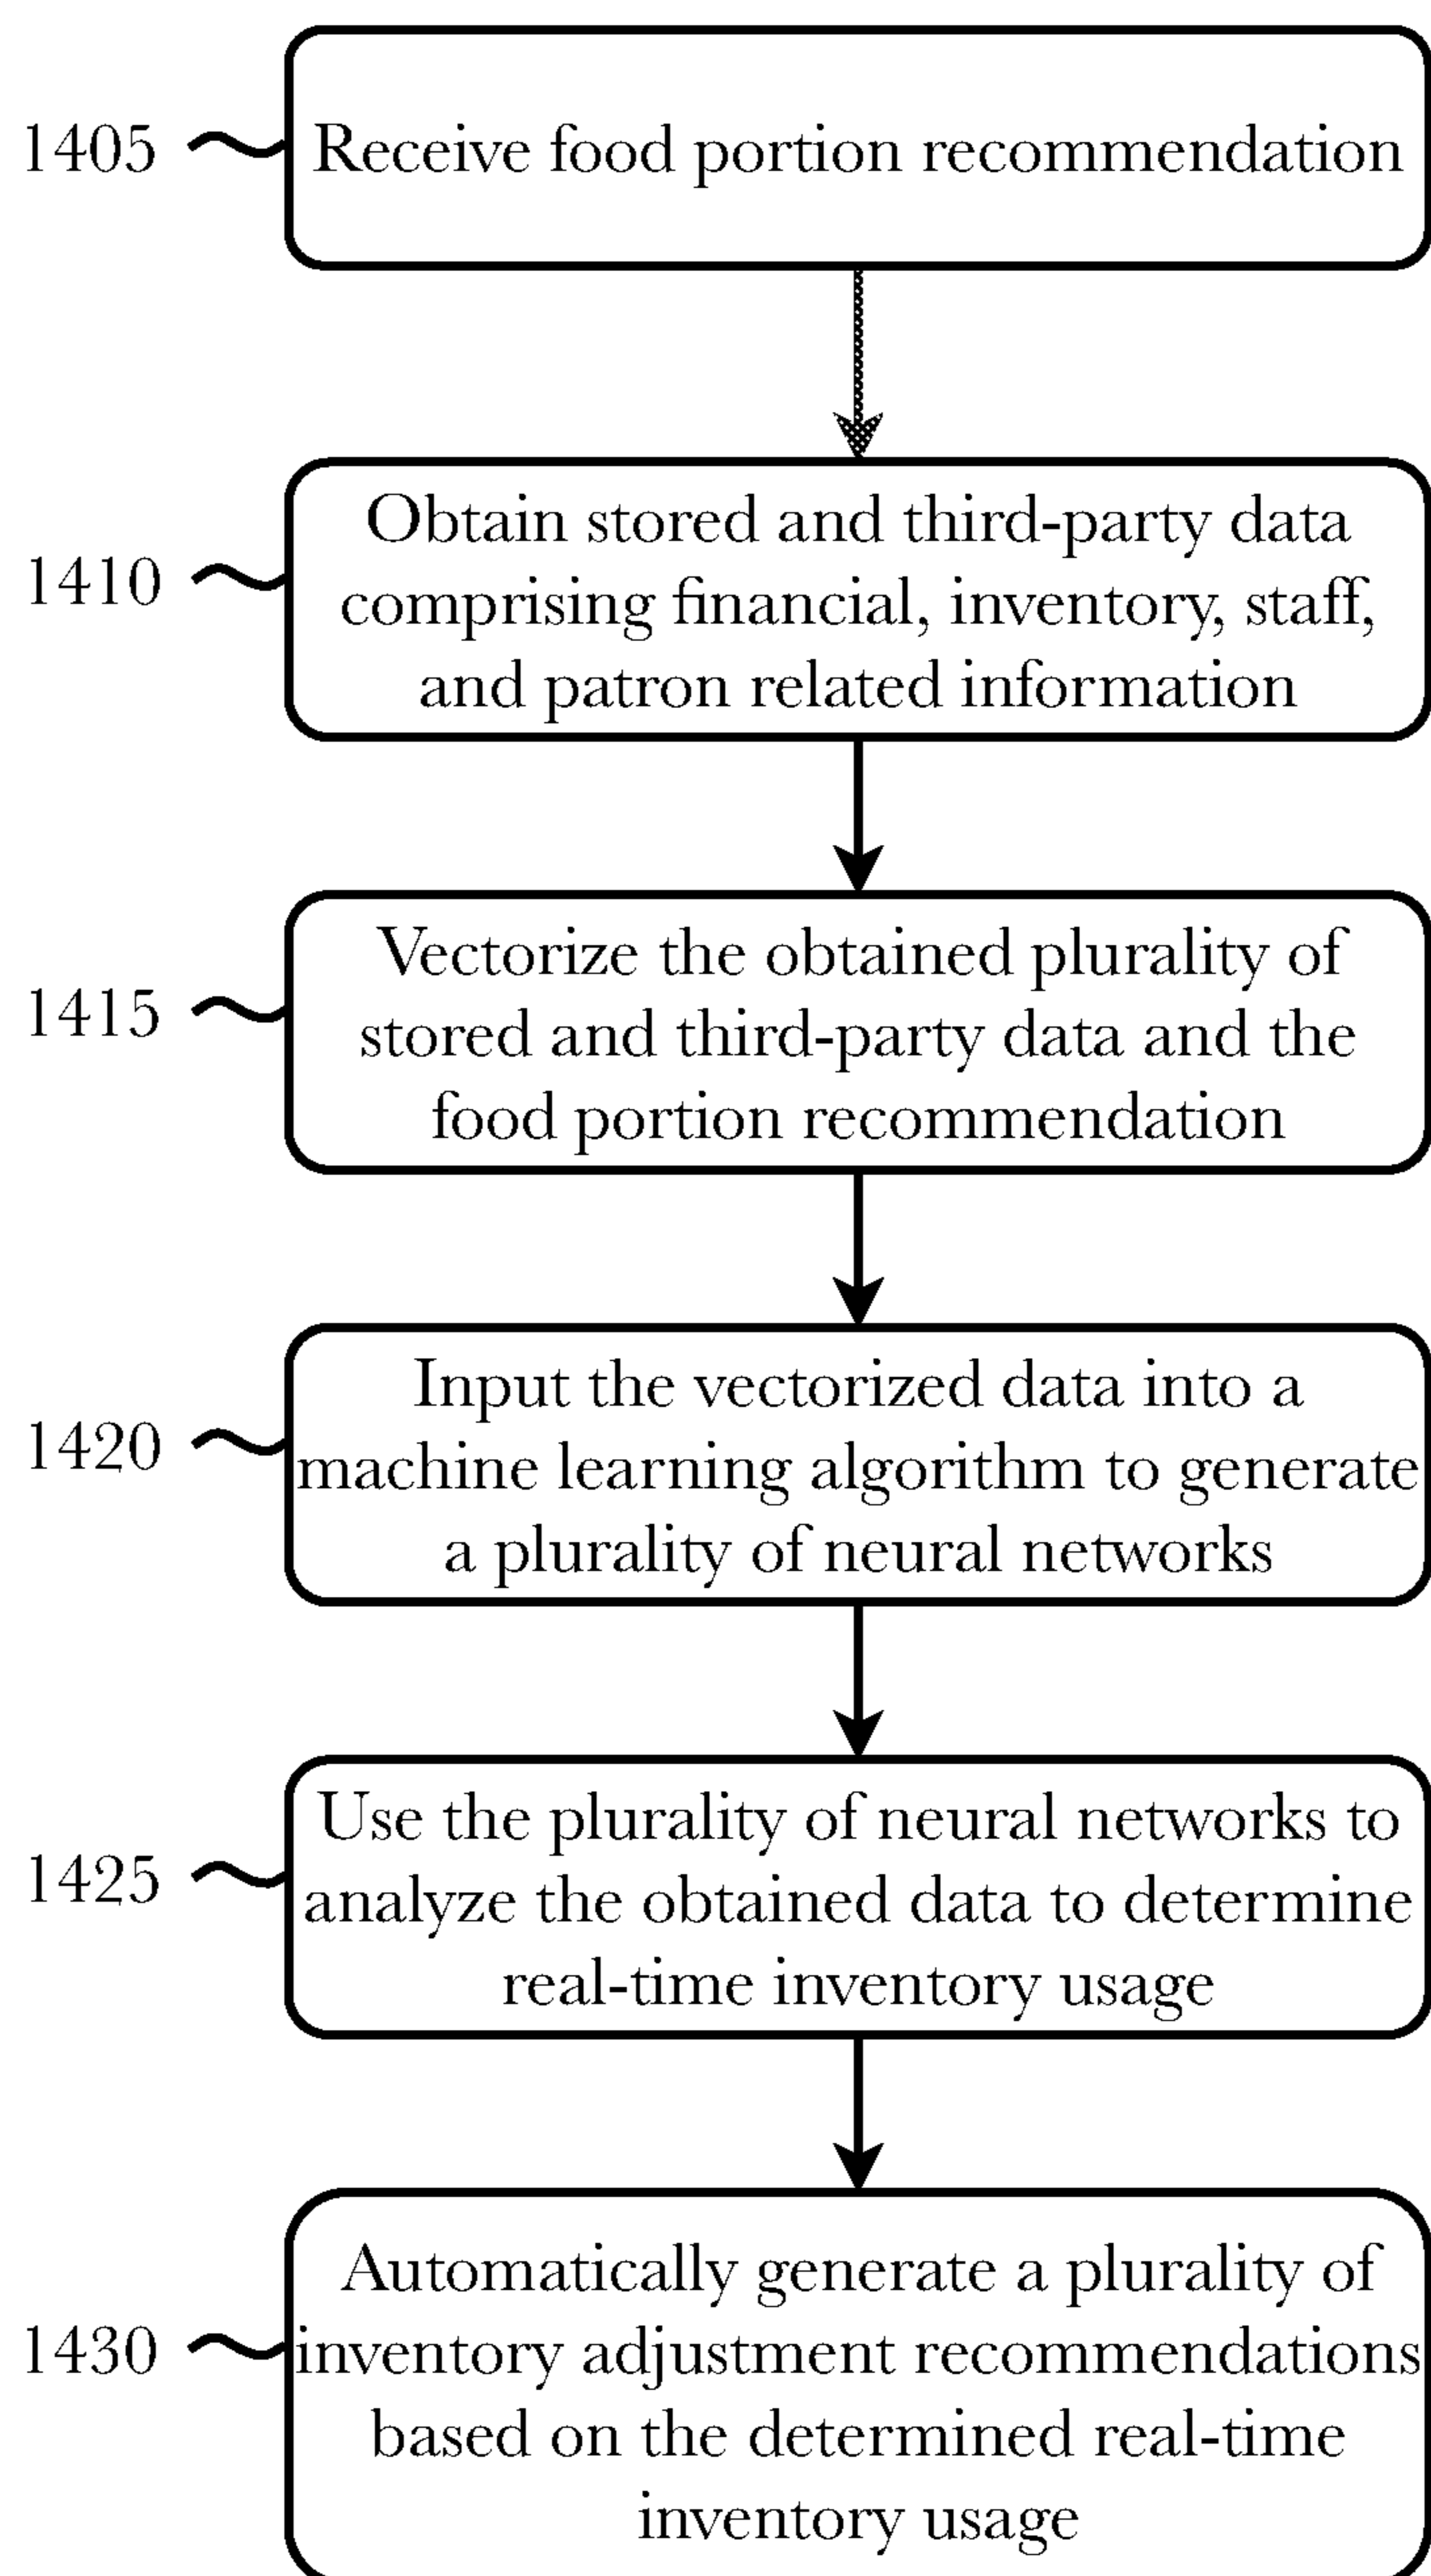 1405
Receive food portion recommendation
1410
Obtain stored and third-party data
comprising financial, inventory, staff,
and patron related information
1415
Vectorize the obtained plurality of
stored and third-party data and the
food portion recommendation
1420
Input the vectorized data into a
machine learning algorithm to generate
a plurality of neural networks
1425
Use the plurality of neural networks to
analyze the obtained data to determine
real-time inventory usage
1430
Automatically generate a plurality of
inventory adjustment recommendations
based on the determined real-time
inventory usage